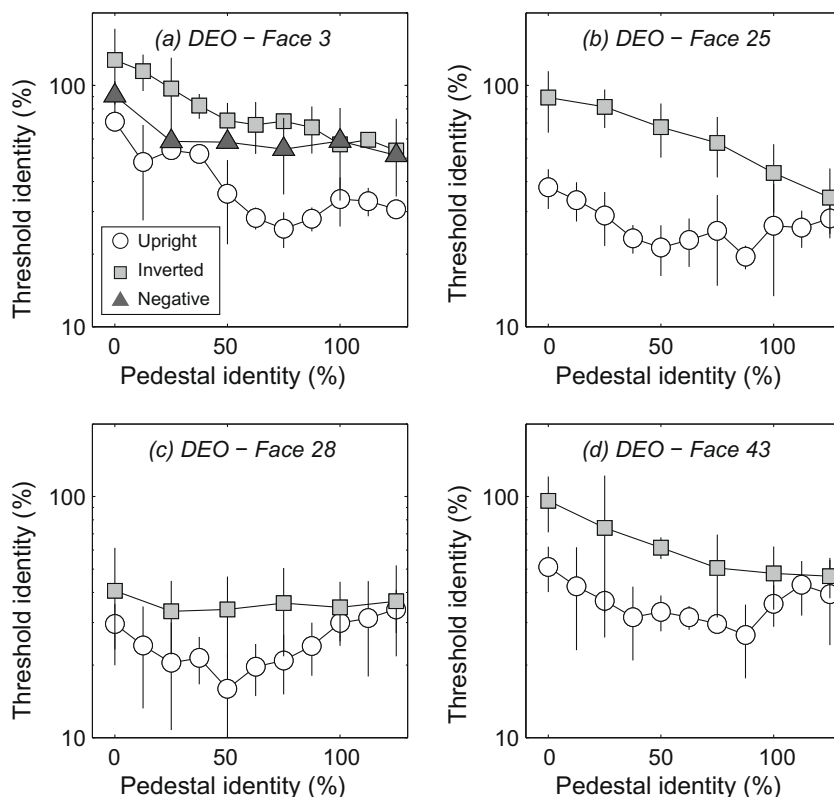 (a) DEO − Face 3
100
10
Threshold identity (%)
Upright
Inverted
Negative
0
50
100
Pedestal identity (%)
(b) DEO − Face 25
100
10
Threshold identity (%)
0
50
100
Pedestal identity (%)
(c) DEO − Face 28
100
10
Threshold identity (%)
0
50
100
Pedestal identity (%)
(d) DEO − Face 43
100
10
Threshold identity (%)
0
50
100
Pedestal identity (%)